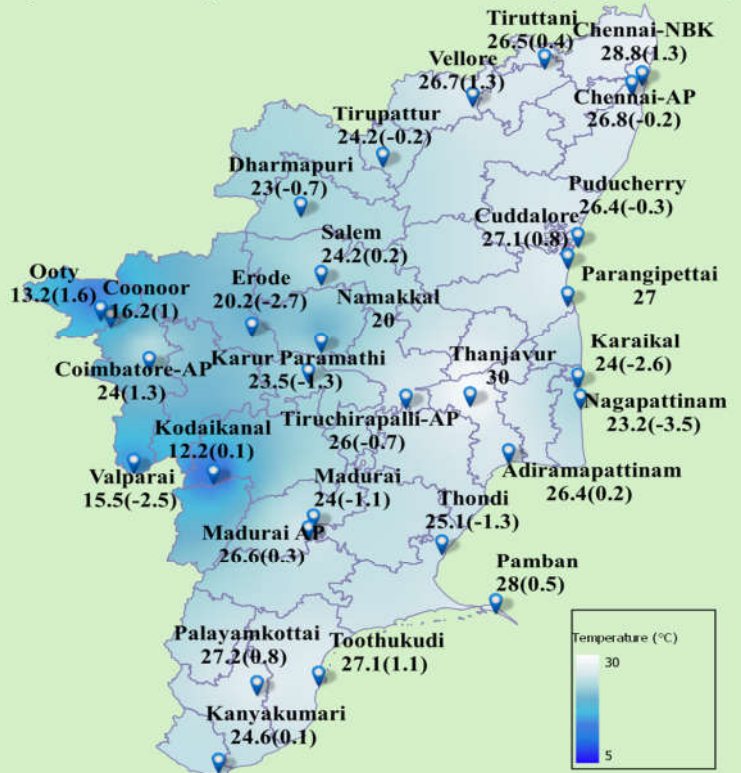 Tiruttani
26.5(0.4)
Chennai-NBK
28.8(1.3)
Vellore
26.7(1.3)
Chennai-AP
26.8(-0.2)
Tirupattur
24.2(-0.2)
Dharmapuri
23(-0.7)
Puducherry
26.4(-0.3)
Cuddalore
27.1(0.8)
Salem
24.2(0.2)
Ooty
13.2(1.6)
Coonoor
16.2(1)
Erode
20.2(-2.7)
Namakkal
20
Parangipettai
27
Karaikal
24(-2.6)
Coimbatore-AP
24(1.3)
Karur Paramathi
23.5(-1.3)
Thanjavur
30
Nagapattinam
23.2(-3.5)
Tiruchirapalli-AP
26(-0.7)
Kodaikanal
12.2(0.1)
Valparai
15.5(-2.5)
Madurai
24(-1.1)
Adiramapattinam
26.4(0.2)
Thondi
25.1(-1.3)
Madurai AP
26.6(0.3)
Pamban
28(0.5)
Palayamkottai
27.2(0.8)
Toothukudi
27.1(1.1)
Kanyakumari
24.6(0.1)
Temperature (°C)
30
5